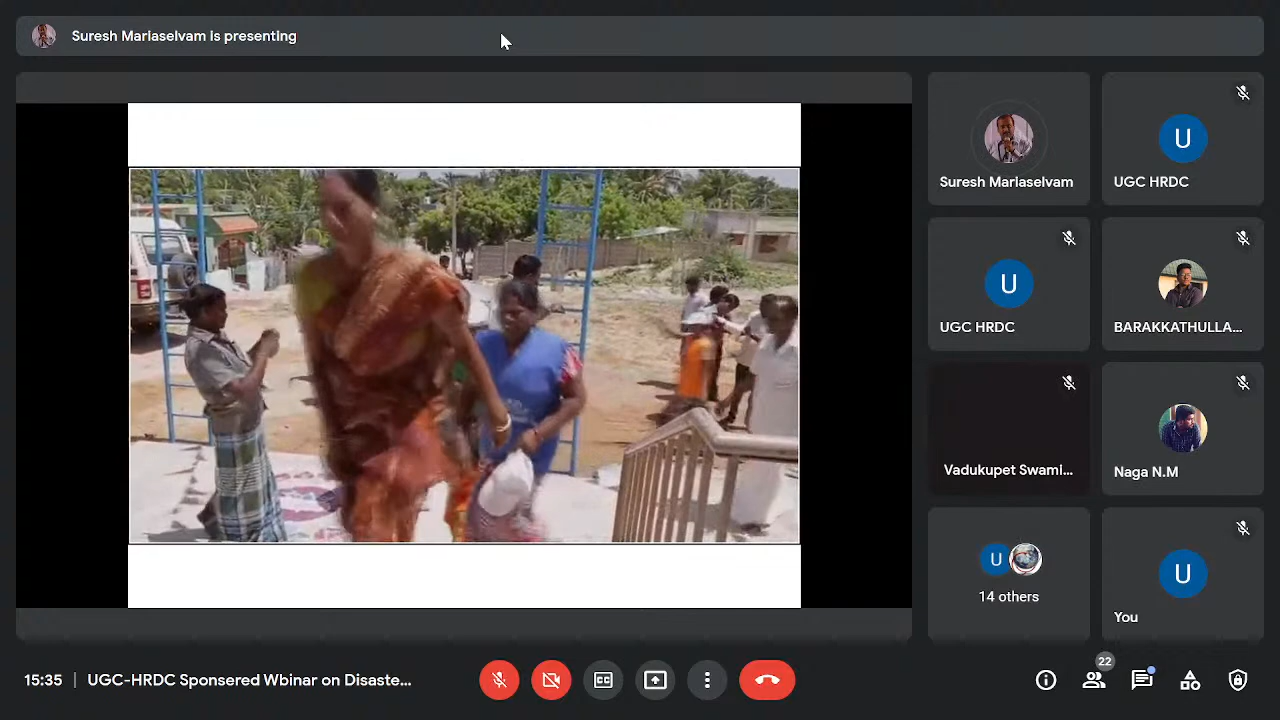 Suresh Mariaselvam is presenting
Suresh Mariaselvam
U
UGC HRDC
U
UGC HRDC
BARAKKATHULLA...
Vadukupet Swami...
Naga N.M
U
14 others
U
You
15:35 | UGC-HRDC Sponsered Wbinar on Disaste...
22